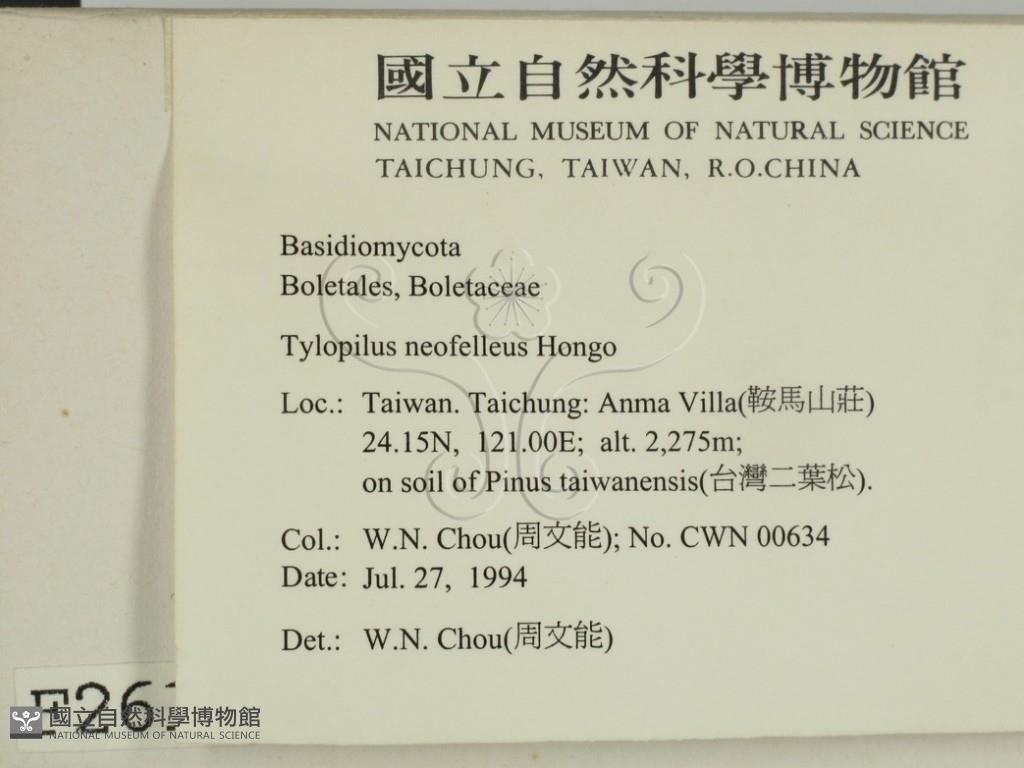 國立自然科學博物館
NATIONAL MUSEUM OF NATURAL SCIENCE
TAICHUNG, TAIWAN, R.O.CHINA
Basidiomycota
Boletales, Boletaceae
Tylopilus neofelleus Hongo
Loc.: Taiwan. Taichung: Anma Villa(鞍馬山莊)
24.15N, 121.00E; alt. 2,275m;
on soil of Pinus taiwanensis(台灣二葉松).
Col.: W.N. Chou(周文能); No. CWN 00634
Date: Jul. 27, 1994
Det.: W.N. Chou(周文能)
國立自然科學博物館
NATIONAL MUSEUM OF NATURAL SCIENCE